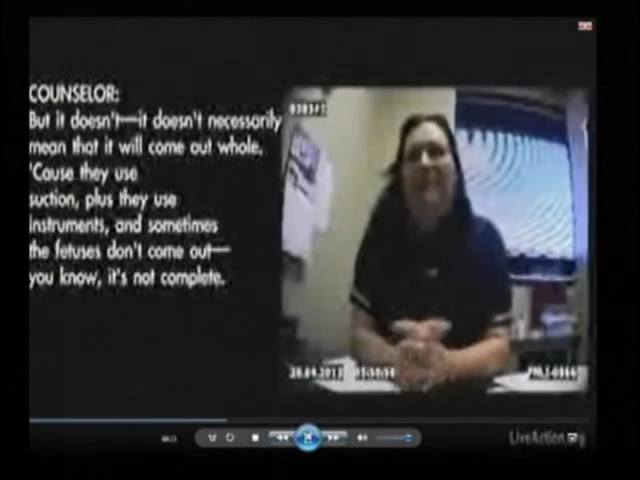 COUNSELOR:
But it doesn't—it doesn't necessarily
mean that it will come out whole.
'Cause they use
suction, plus they use
instruments, and sometimes
the fetuses don't come out—
you know, it's not complete.